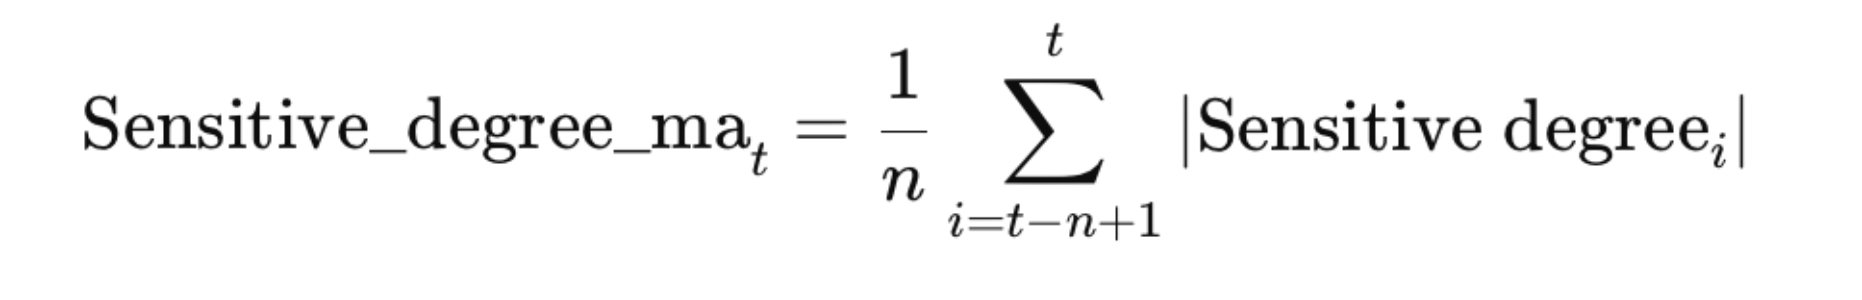 Sensitive_degree_ma_t = \frac{1}{n} \sum_{i=t-n+1}^{t} |Sensitive degree_i|